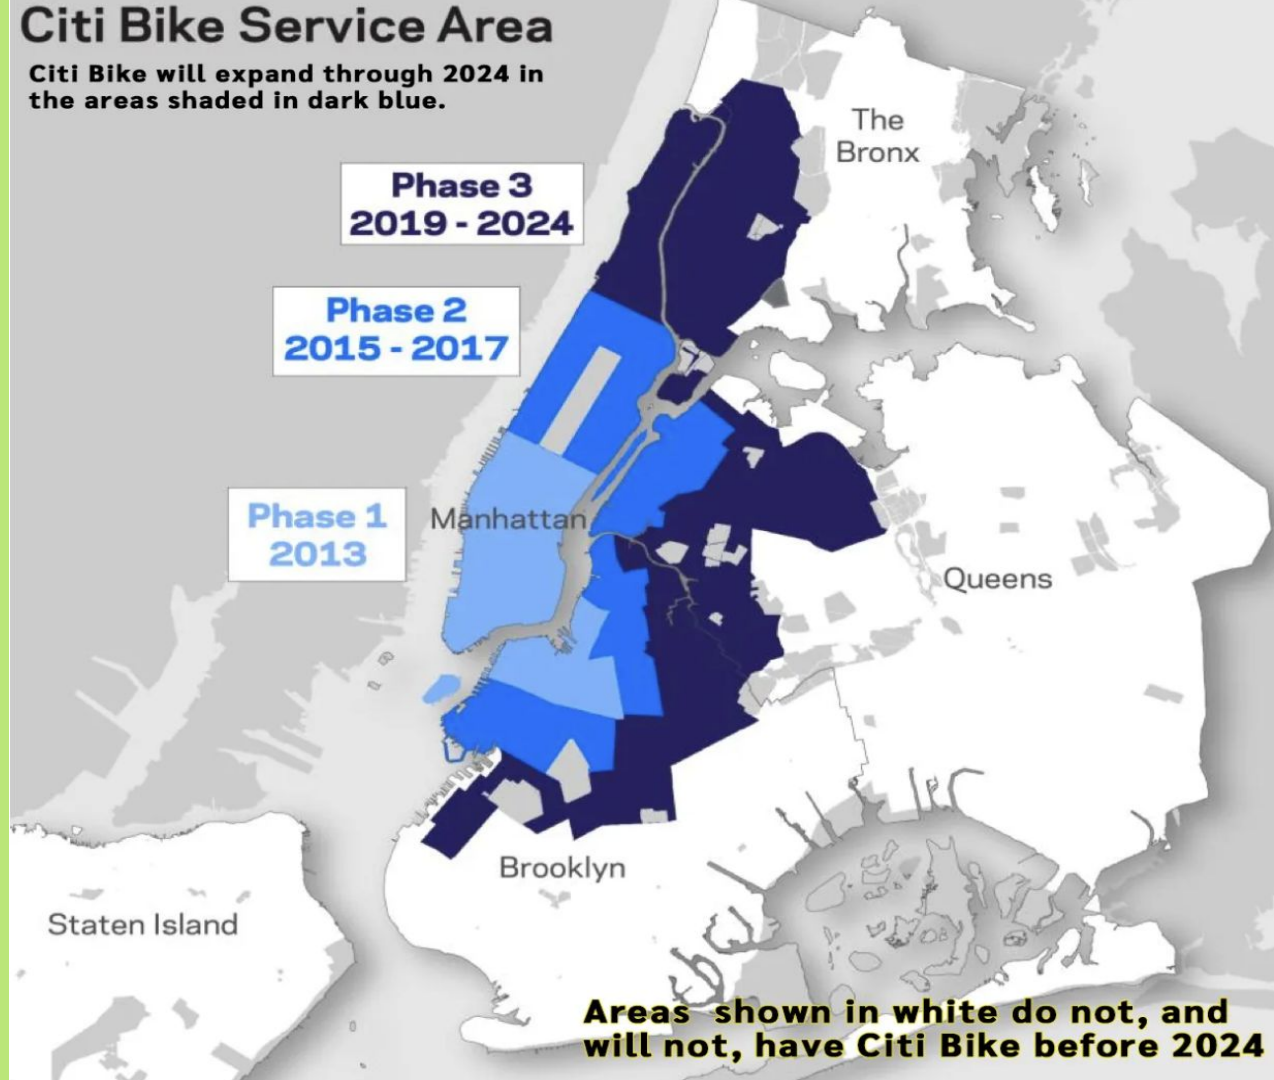 Citi Bike Service Area
Citi Bike will expand through 2024 in
the areas shaded in dark blue.
The
Bronx
Phase 3
2019 - 2024
Phase 2
2015 - 2017
Phase 1
2013
Manhattan
Queens
Brooklyn
Staten Island
Areas shown in white do not, and
will not, have Citi Bike before 2024